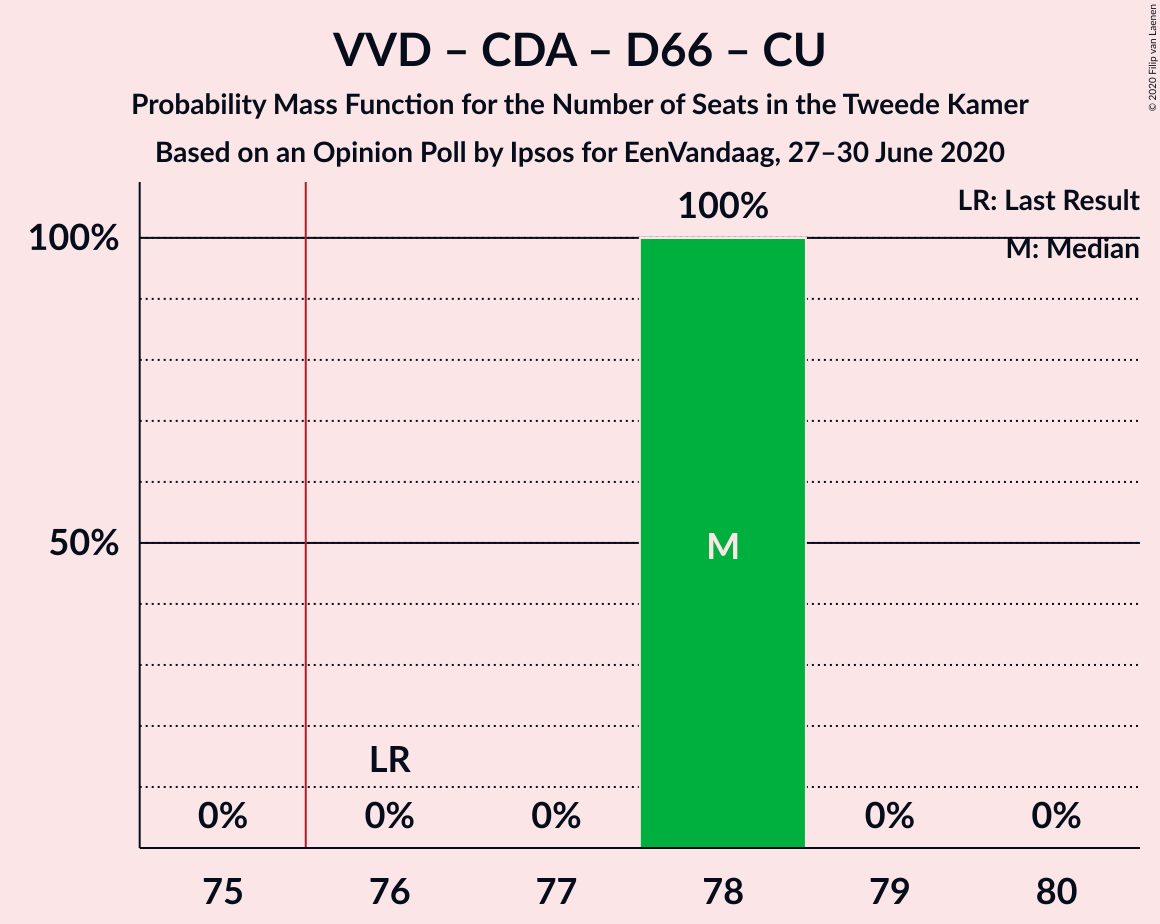 VVD – CDA – D66 – CU
Probability Mass Function for the Number of Seats in the Tweede Kamer
Based on an Opinion Poll by Ipsos for EenVandaag, 27–30 June 2020
© 2020 Filip van Laenen
LR: Last Result
M: Median
100%
100%
50%
M
LR
0%
0%
0%
0%
0%
75
76
77
78
79
80